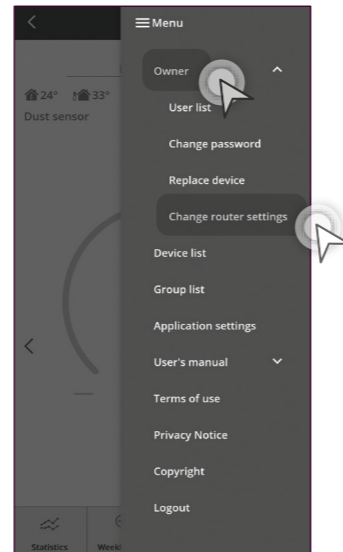 Menu
24° 33°
Dust sensor
Owner
User list
Change password
Replace device
Change router settings
Device list
Group list
Application settings
User's manual
Terms of use
Privacy Notice
Copyright
Logout
Statistics